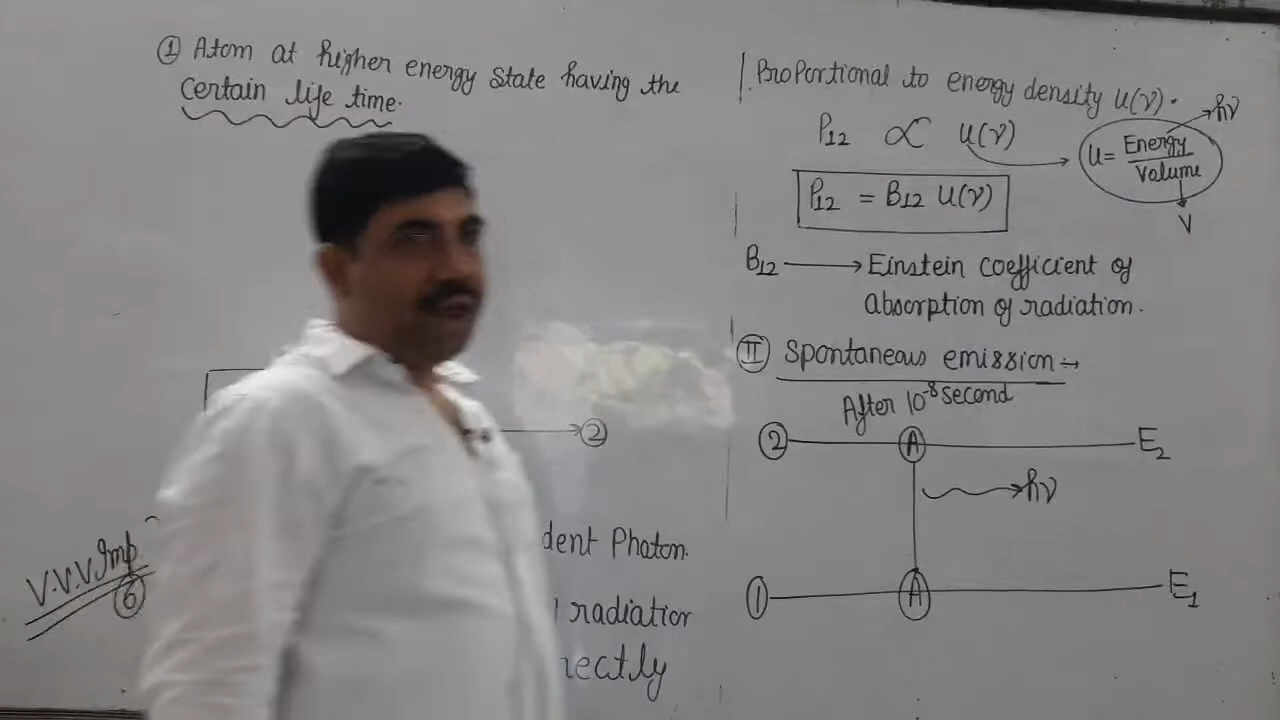 ① Atom at higher energy state having the
certain life time.
② 
dent Photon.
V.V.V Imp
⑥
radiation
rectly
Proportional to energy density u(ν).
P₁₂ ∝ u(ν)
u = Energy / Volume
hν
V
P₁₂ = B₁₂ u(ν)
B₁₂ → Einstein coefficient of
absorption of radiation.
Ⅱ Spontaneous emission :-
After 10⁻⁸ second
② A E₂
hν
① A E₁